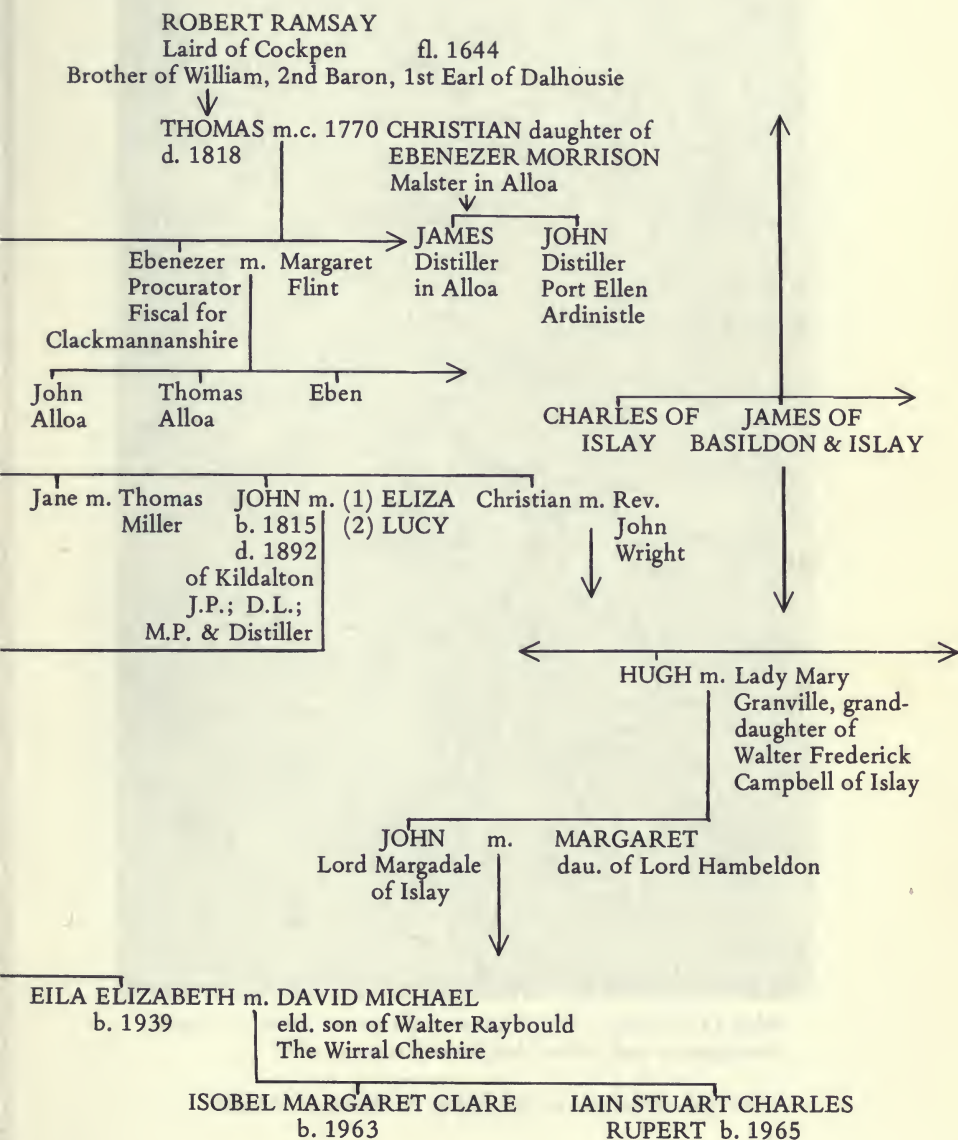 ROBERT RAMSAY
Laird of Cockpen fl. 1644
Brother of William, 2nd Baron, 1st Earl of Dalhousie
THOMAS m.c. 1770 CHRISTIAN daughter of
d. 1818 EBENEZER MORRISON
Malster in Alloa
JAMES
Distiller
in Alloa
JOHN
Distiller
Port Ellen
Ardinistle
Ebenezer m. Margaret
Procurator Flint
Fiscal for
Clackmannanshire
John
Alloa
Thomas
Alloa
Eben
CHARLES OF
ISLAY
JAMES OF
BASILDON & ISLAY
Jane m. Thomas
Miller
JOHN m. (1) ELIZA
b. 1815 (2) LUCY
d. 1892
of Kildalton
J.P.; D.L.;
M.P. & Distiller
Christian m. Rev.
John
Wright
HUGH m. Lady Mary
Granville, grand-
daughter of
Walter Frederick
Campbell of Islay
JOHN m. MARGARET
Lord Margadale dau. of Lord Hambeldon
of Islay
EILA ELIZABETH m. DAVID MICHAEL
b. 1939 eld. son of Walter Raybould
The Wirral Cheshire
ISOBEL MARGARET CLARE
b. 1963
IAIN STUART CHARLES
RUPERT b. 1965